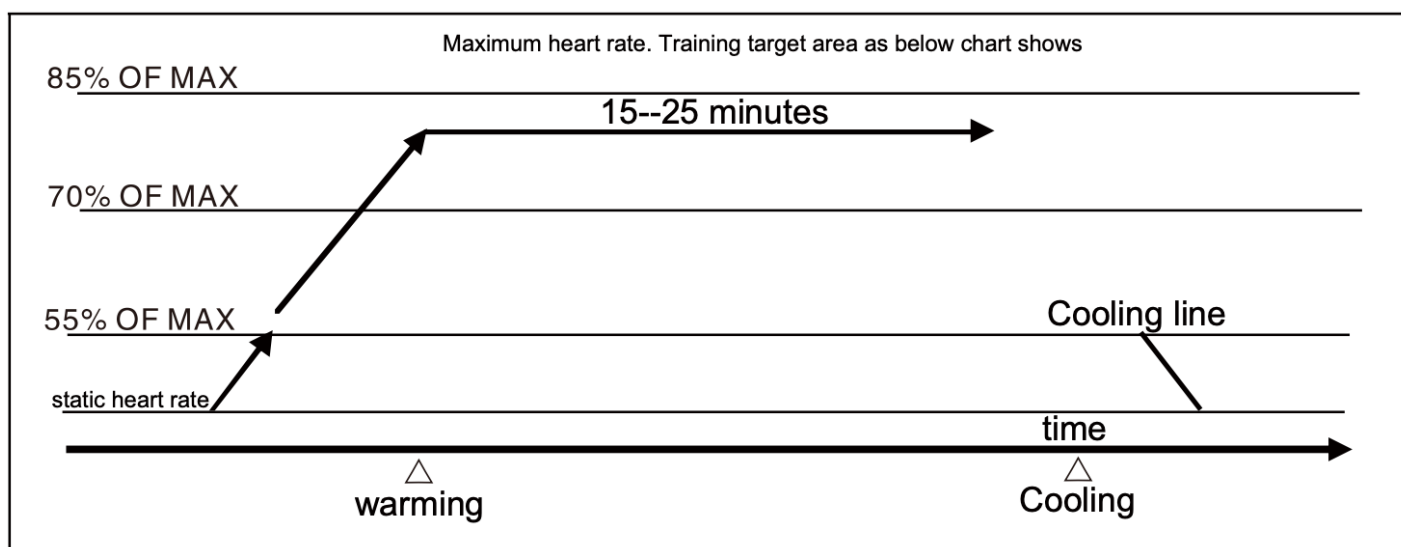 Maximum heart rate. Training target area as below chart shows
85% OF MAX
15--25 minutes
70% OF MAX
55% OF MAX
Cooling line
static heart rate
time
warming
Cooling